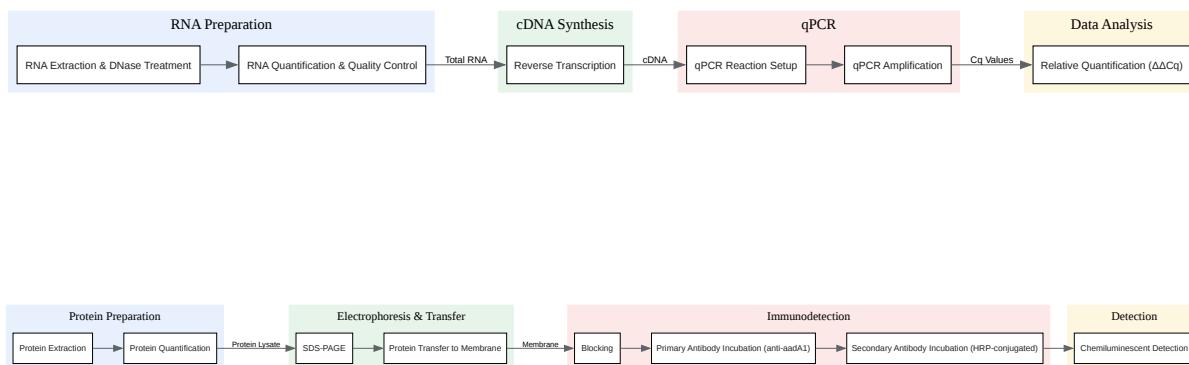 RNA Preparation
cDNA Synthesis
qPCR
Data Analysis
RNA Extraction & DNase Treatment
RNA Quantification & Quality Control
Total RNA
Reverse Transcription
cDNA
qPCR Reaction Setup
qPCR Amplification
Cq Values
Relative Quantification (ΔΔCq)
Protein Preparation
Electrophoresis & Transfer
Immunodetection
Detection
Protein Extraction
Protein Quantification
Protein Lysate
SDS-PAGE
Protein Transfer to Membrane
Membrane
Blocking
Primary Antibody Incubation (anti-aadA1)
Secondary Antibody Incubation (HRP-conjugated)
Chemiluminescent Detection